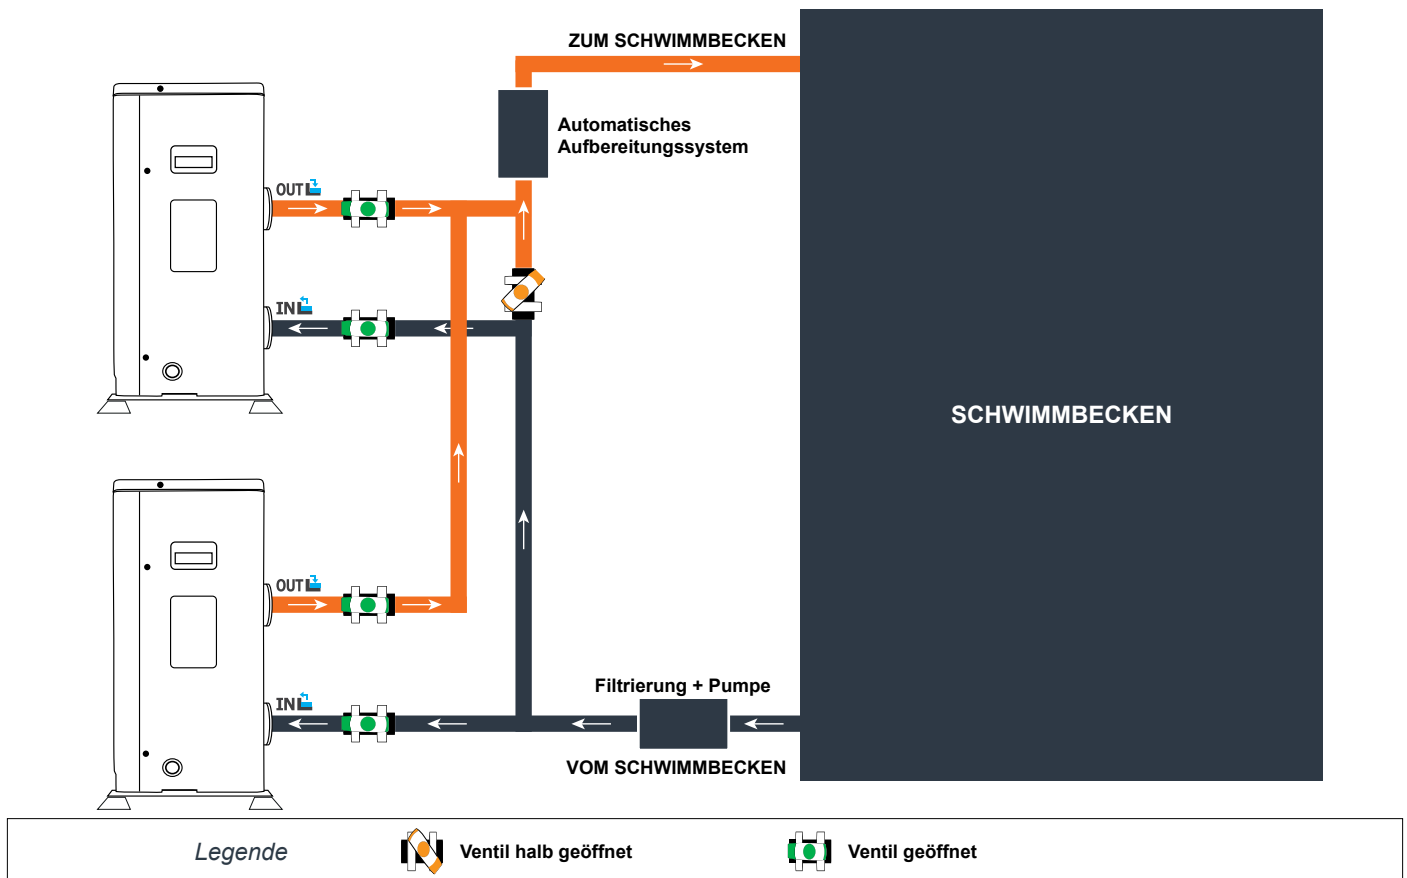 ZUM SCHWIMMBECKEN
Automatisches
Aufbereitungssystem
OUT
IN
SCHWIMMBECKEN
OUT
IN
Filtrierung + Pumpe
VOM SCHWIMMBECKEN
Legende
Ventil halb geöffnet
Ventil geöffnet